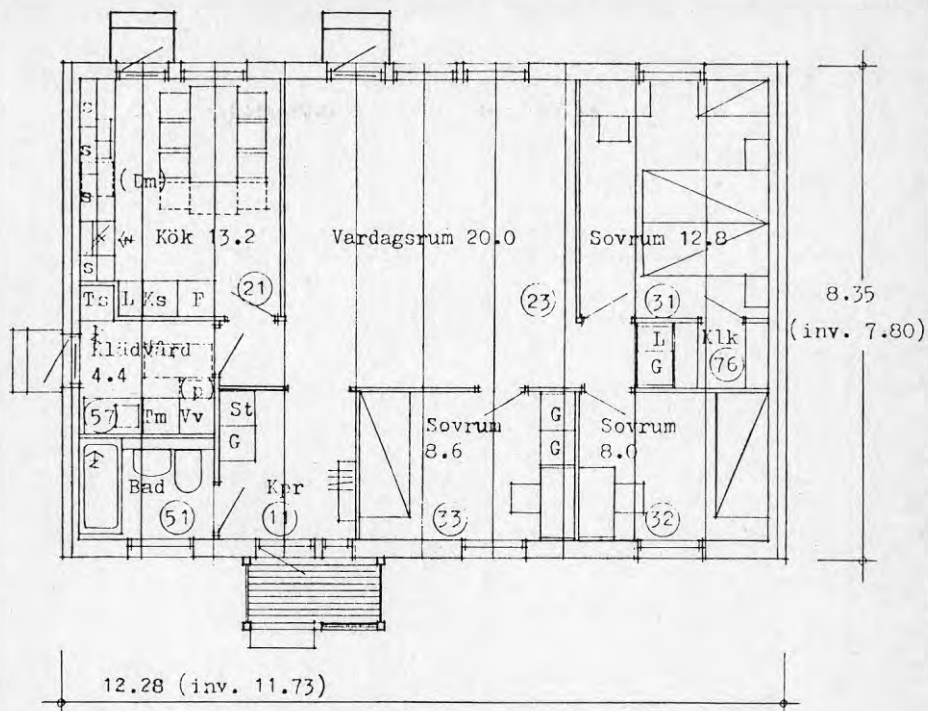 S
S
S
S
(Dm)
Kök 13.2
Vardagsrum 20.0
Sovrum 12.8
Ts
L
Ks
F
21
23
31
8.35
(inv. 7.80)
Klädvård
4.4
L
G
Klk
76
(p)
57
Tm
Vv
St
G
Sovrum
8.6
G
G
Sovrum
8.0
Bad
51
Kpr
11
33
32
12.28 (inv. 11.73)